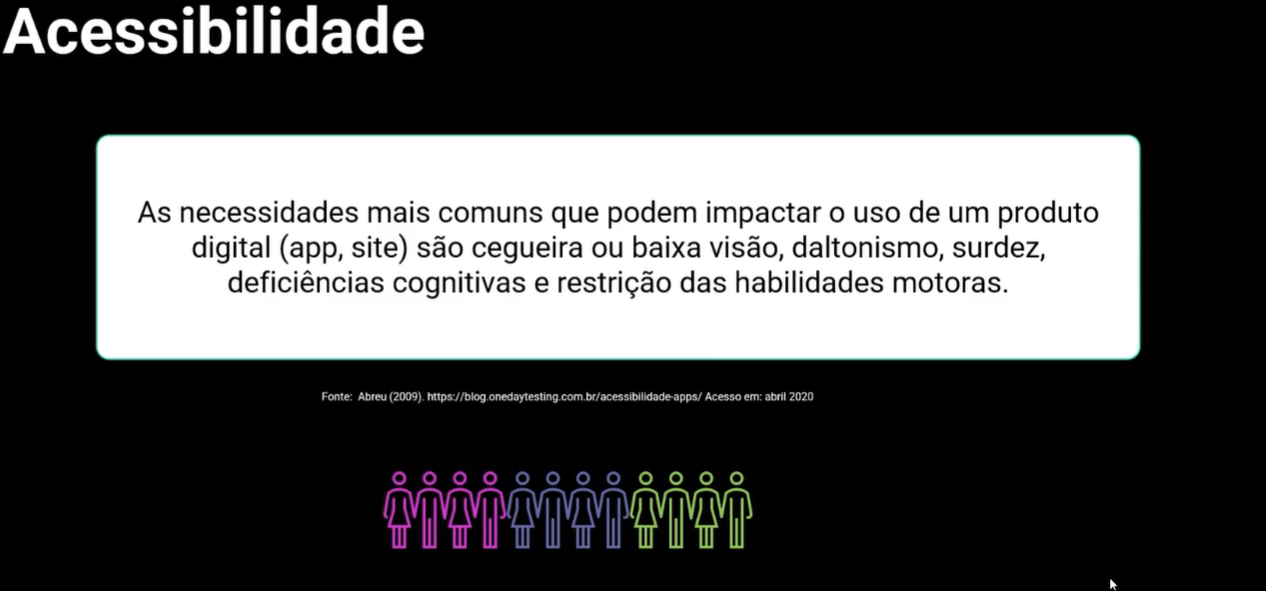 Acessibilidade
As necessidades mais comuns que podem impactar o uso de um produto
digital (app, site) são cegueira ou baixa visão, daltonismo, surdez,
deficiências cognitivas e restrição das habilidades motoras.
Fonte: Abreu (2009). https://blog.onedaytesting.com.br/acessibilidade-apps/ Acesso em: abril 2020